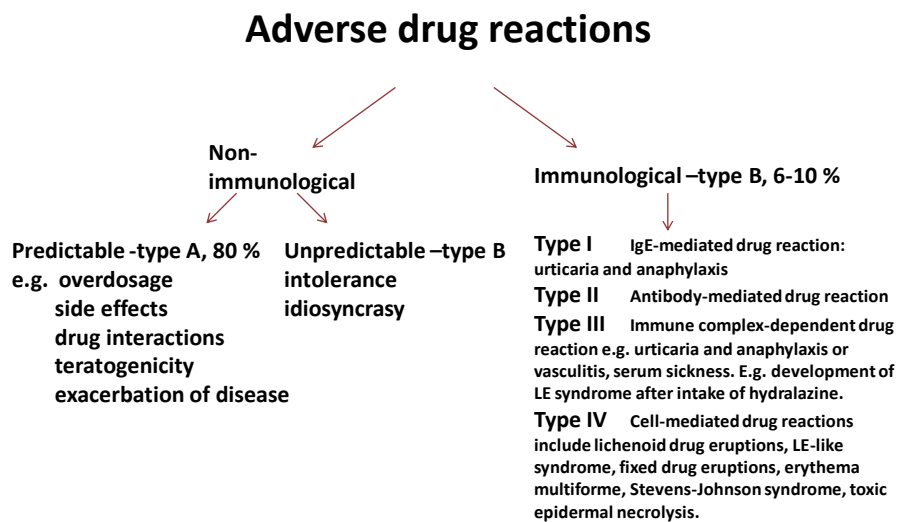 Adverse drug reactions
Non-
immunological
Predictable -type A, 80 %
e.g. overdosage
side effects
drug interactions
teratogenicity
exacerbation of disease
Unpredictable –type B
intolerance
idiosyncrasy
Immunological –type B, 6-10 %
Type I IgE-mediated drug reaction:
urticaria and anaphylaxis
Type II Antibody-mediated drug reaction
Type III Immune complex-dependent drug
reaction e.g. urticaria and anaphylaxis or
vasculitis, serum sickness. E.g. development of
LE syndrome after intake of hydralazine.
Type IV Cell-mediated drug reactions
include lichenoid drug eruptions, LE-like
syndrome, fixed drug eruptions, erythema
multiforme, Stevens-Johnson syndrome, toxic
epidermal necrolysis.